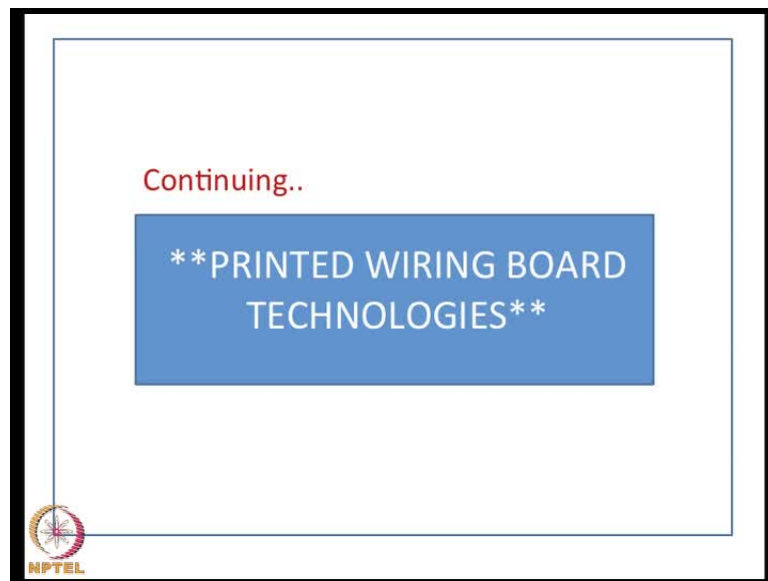 Continuing..
**PRINTED WIRING BOARD
TECHNOLOGIES**
NPTEL